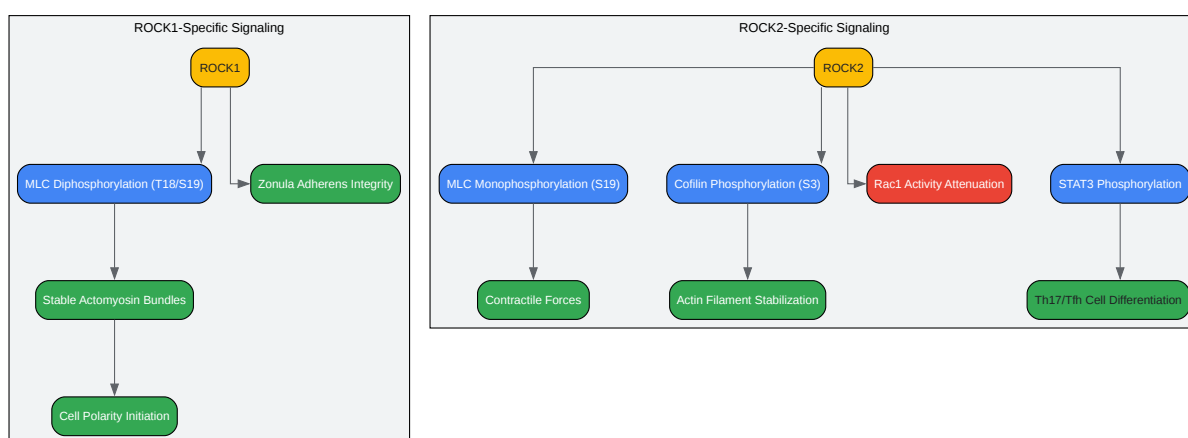 ROCK1-Specific Signaling
ROCK1
MLC Diphosphorylation (T18/S19)
Zonula Adherens Integrity
Stable Actomyosin Bundles
Cell Polarity Initiation
ROCK2-Specific Signaling
ROCK2
MLC Monophosphorylation (S19)
Cofilin Phosphorylation (S3)
Rac1 Activity Attenuation
STAT3 Phosphorylation
Contractile Forces
Actin Filament Stabilization
Th17/Tfh Cell Differentiation